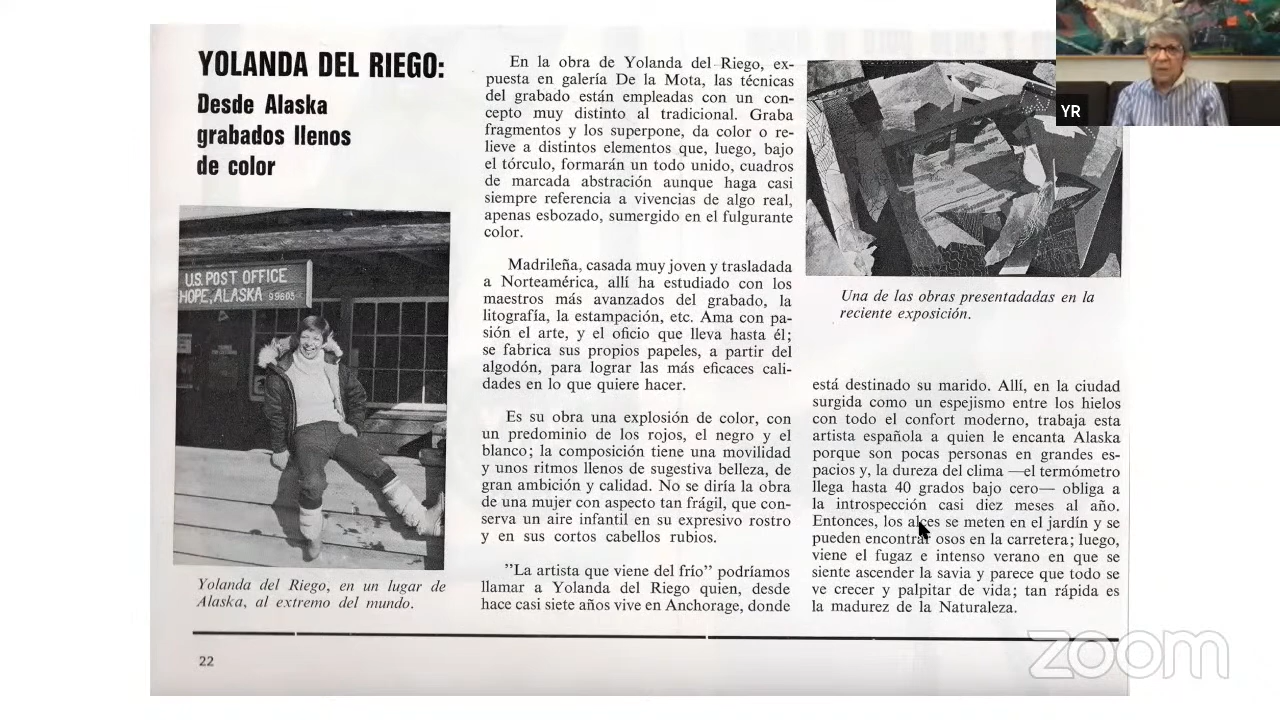 YOLANDA DEL RIEGO:
Desde Alaska
grabados llenos
de color
U.S. POST OFFICE
HOPE, ALASKA 99605
Yolanda del Riego, en un lugar de
Alaska, al extremo del mundo.
En la obra de Yolanda del Riego, ex-
puesta en galería De la Mota, las técnicas
del grabado están empleadas con un con-
cepto muy distinto al tradicional. Graba
fragmentos y los superpone, da color o re-
lieve a distintos elementos que, luego, bajo
el tórculo, formarán un todo unido, cuadros
de marcada abstración aunque haga casi
siempre referencia a vivencias de algo real,
apenas esbozado, sumergido en el fulgurante
color.
Madrileña, casada muy joven y trasladada
a Norteamérica, allí ha estudiado con los
maestros más avanzados del grabado, la
litografía, la estampación, etc. Ama con pa-
sión el arte, y el oficio que lleva hasta él;
se fabrica sus propios papeles, a partir del
algodón, para lograr las más eficaces cali-
dades en lo que quiere hacer.
Es su obra una explosión de color, con
un predominio de los rojos, el negro y el
blanco; la composición tiene una movilidad
y unos ritmos llenos de sugestiva belleza, de
gran ambición y calidad. No se diría la obra
de una mujer con aspecto tan frágil, que con-
serva un aire infantil en su expresivo rostro
y en sus cortos cabellos rubios.
”La artista que viene del frío” podríamos
llamar a Yolanda del Riego quien, desde
hace casi siete años vive en Anchorage, donde
Una de las obras presentadadas en la
reciente exposición.
está destinado su marido. Allí, en la ciudad
surgida como un espejismo entre los hielos
con todo el confort moderno, trabaja esta
artista española a quien le encanta Alaska
porque son pocas personas en grandes es-
pacios y, la dureza del clima —el termómetro
llega hasta 40 grados bajo cero— obliga a
la introspección casi diez meses al año.
Entonces, los alces se meten en el jardín y se
pueden encontrar osos en la carretera; luego,
viene el fugaz e intenso verano en que se
siente ascender la savia y parece que todo se
ve crecer y palpitar de vida; tan rápida es
la madurez de la Naturaleza.
22
YR
zoom